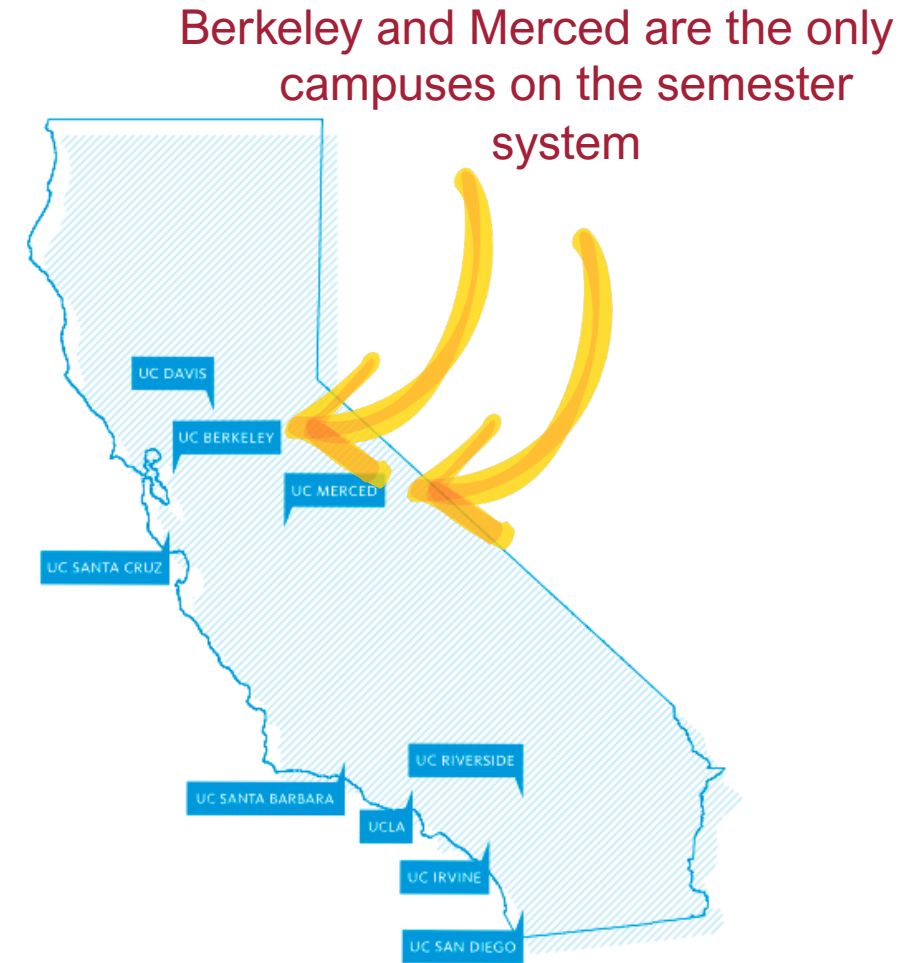 Berkeley and Merced are the only
campuses on the semester
system
UC DAVIS
UC BERKELEY
UC MERCED
UC SANTA CRUZ
UC RIVERSIDE
UC SANTA BARBARA
UCLA
UC IRVINE
UC SAN DIEGO